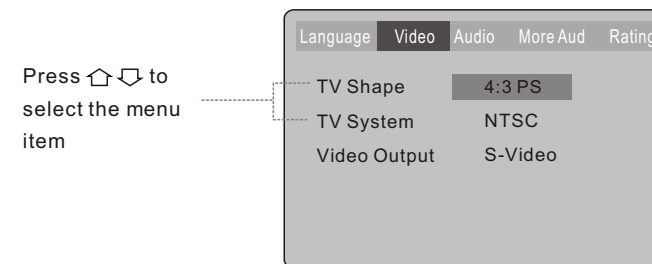 Language Video Audio More Aud Rating
Press to
select the menu
item
TV Shape 4:3 PS
TV System NTSC
Video Output S-Video